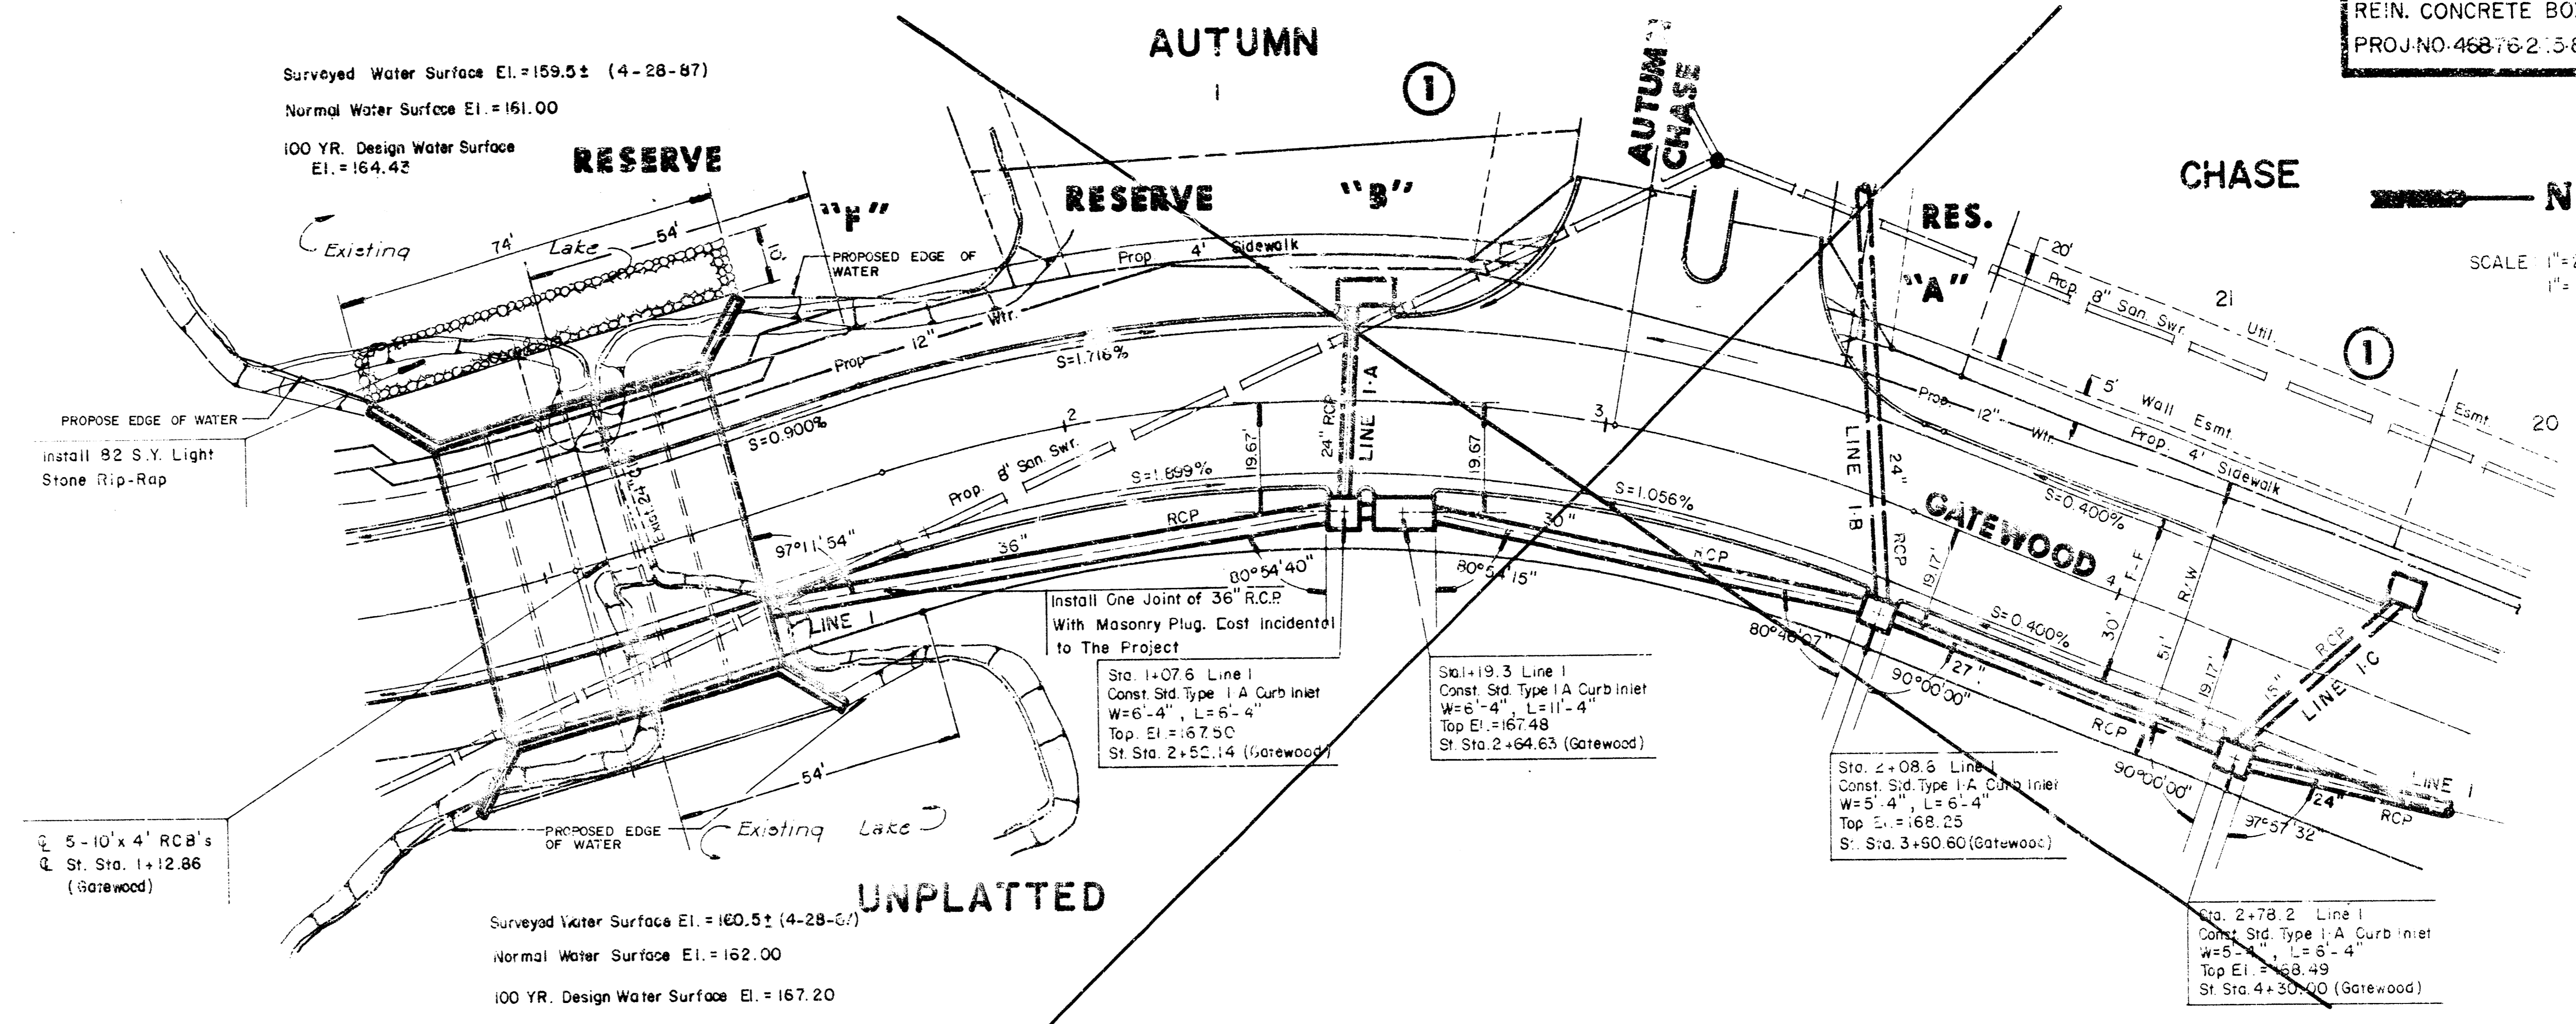 REIN. CONCRETE BO
AUTUMN
Surveyed Water Surface El. = 159.5± (4-28-87)
Normal Water Surface El. = 161.00
100 YR. Design Water Surface
El. = 164.43
RESERVE
"F"
1
1
AUTUMN
CHASE
CHASE
N
RESERVE
"B"
RES.
"A"
SCALE 1"=2
1"=
74'
54'
Existing
Lake
PROPOSED EDGE OF
WATER
Prop 4' Sidewalk
Prop 12" Wtr.
20'
Prop. 8" San. Swr.
21
Util.
1
Esmt.
20
5' Wall Esmt.
Prop. 12" Wtr.
Prop. 4' Sidewalk
PROPOSE EDGE OF WATER
Install 82 S.Y. Light
Stone Rip-Rap
S=1.716%
S=0.900%
2
3
4
1
19.67'
24" RCP
LINE 1-A
19.67
Prop. 8" San. Swr.
S=1.899%
S=1.056%
LINE 1-B
24"
RCP
GATEWOOD
S=0.400%
19.17'
30' F-F
51' R/W
S=0.400%
97°11'54"
36"
RCP
30"
RCP
80°54'40"
80°54'15"
80°46'07"
90°00'00"
27"
RCP
19.17'
15"
RCP
LINE 1-C
90°00'00"
97°57'32"
24"
RCP
LINE 1
LINE 1
Install One Joint of 36" R.C.P.
With Masonry Plug. Cost Incidental
to The Project
Sta. 1+07.6 Line 1
Const. Std. Type 1-A Curb Inlet
W=6'-4", L=6'-4"
Top. El.=167.50
Sta.1+19.3 Line 1
Const. Std. Type 1A Curb Inlet
W=6'-4", L=11'-4"
Top El.=167.48
St. Sta. 2+64.63 (Gatewood)
Sta. 2+08.6 Line 1
Const. Std. Type 1-A Curb Inlet
W=5'-4", L=6'-4"
Top El.=168.25
St. Sta. 3+60.60 (Gatewood)
Sta. 2+78.2 Line 1
Const. Std. Type 1-A Curb Inlet
W=5'-4", L=6'-4"
Top El.=168.49
St. Sta. 4+30.00 (Gatewood)
54'
PROPOSED EDGE
OF WATER
Existing Lake
℄ 5-10'x 4' RCB's
℄ St. Sta. 1+12.86
(Gatewood)
UNPLATTED
Surveyed Water Surface El. = 160.5± (4-28-87)
Normal Water Surface El. = 162.00
100 YR. Design Water Surface El. = 167.20